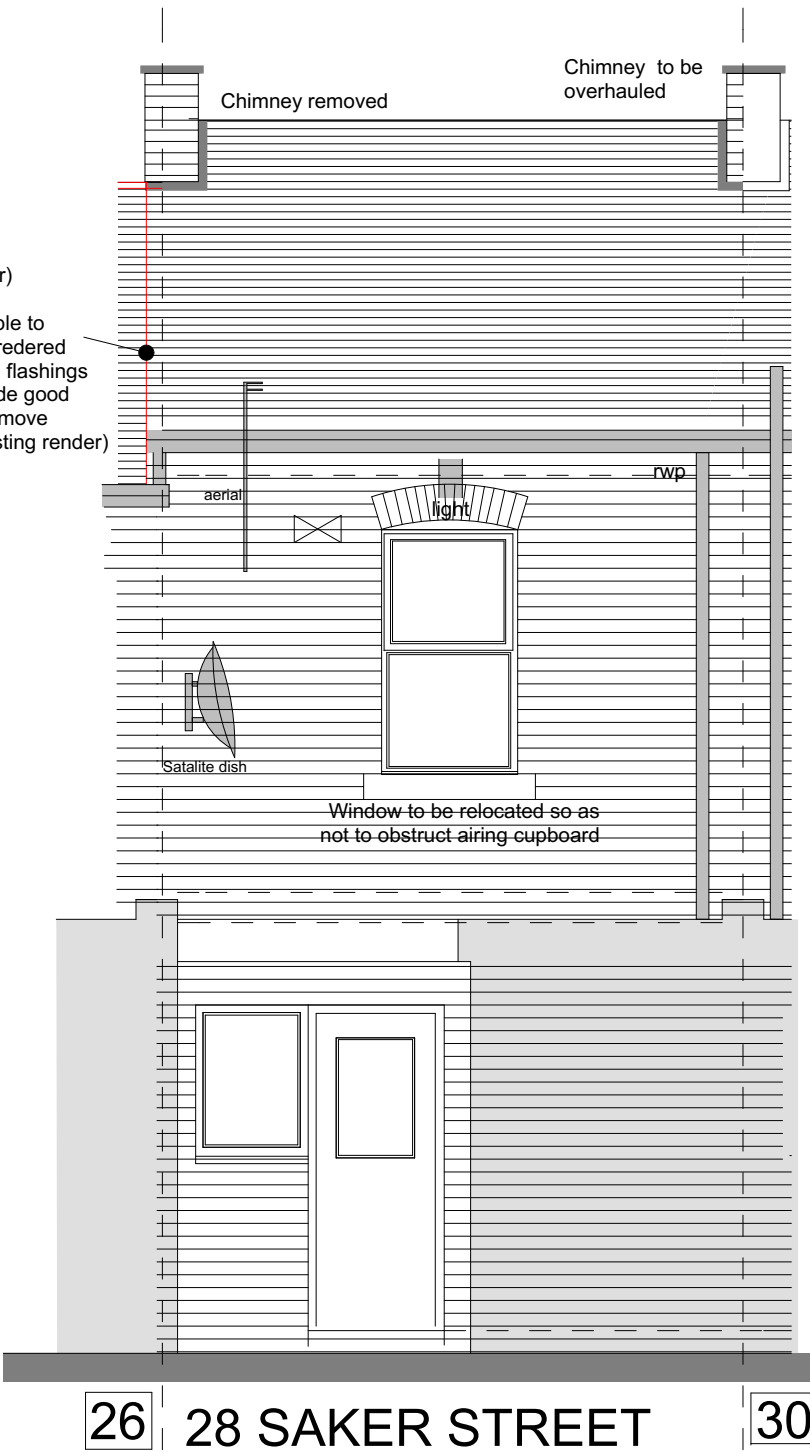 Chimney to be
overhauled
Chimney removed
r)
ole to
redered
flashings
de good
move
sting render)
rwp
aerial
light
Satalite dish
Window to be relocated so as
not to obstruct airing cupboard
26
28 SAKER STREET
30